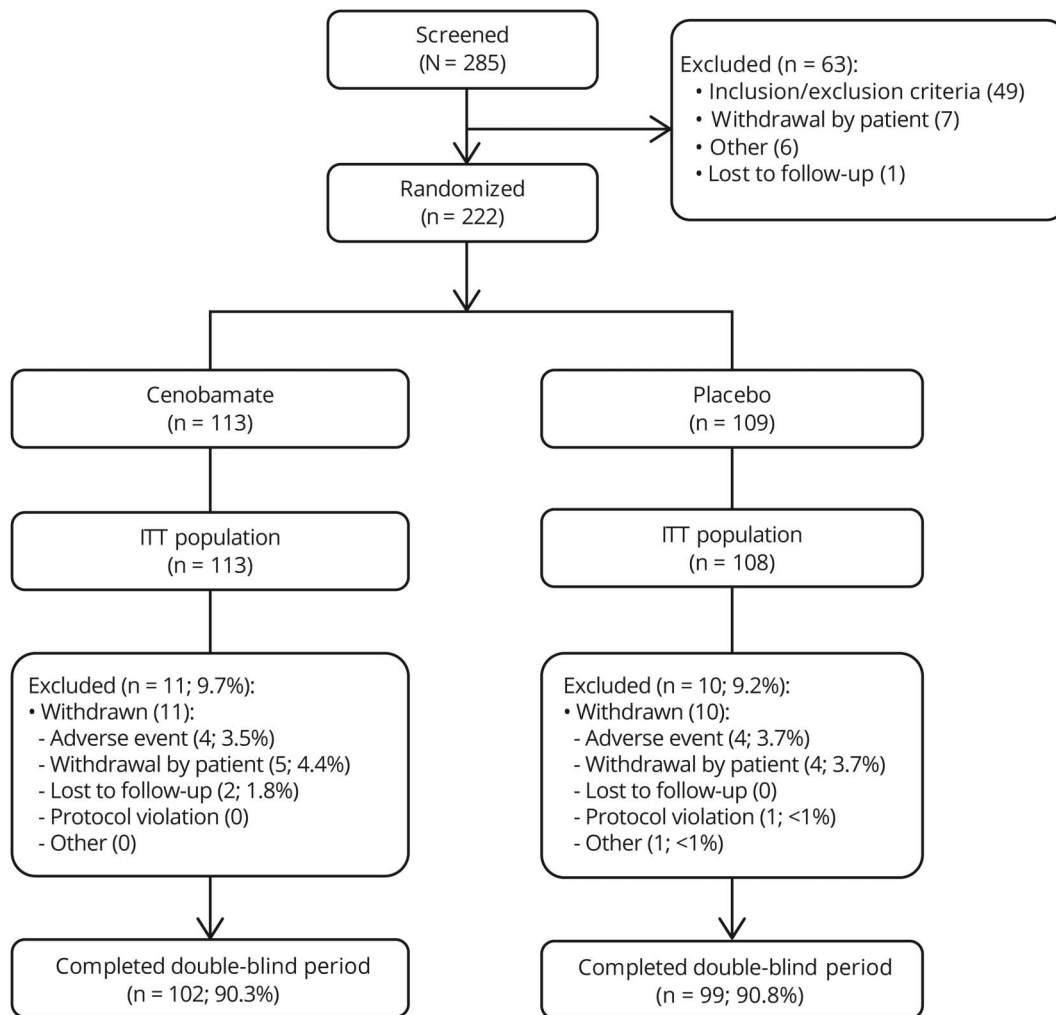 Screened
(N = 285)
Excluded (n = 63):
• Inclusion/exclusion criteria (49)
• Withdrawal by patient (7)
• Other (6)
• Lost to follow-up (1)
Randomized
(n = 222)
Cenobamate
(n = 113)
Placebo
(n = 109)
ITT population
(n = 113)
ITT population
(n = 108)
Excluded (n = 11; 9.7%):
• Withdrawn (11):
- Adverse event (4; 3.5%)
- Withdrawal by patient (5; 4.4%)
- Lost to follow-up (2; 1.8%)
- Protocol violation (0)
- Other (0)
Excluded (n = 10; 9.2%):
• Withdrawn (10):
- Adverse event (4; 3.7%)
- Withdrawal by patient (4; 3.7%)
- Lost to follow-up (0)
- Protocol violation (1; <1%)
- Other (1; <1%)
Completed double-blind period
(n = 102; 90.3%)
Completed double-blind period
(n = 99; 90.8%)